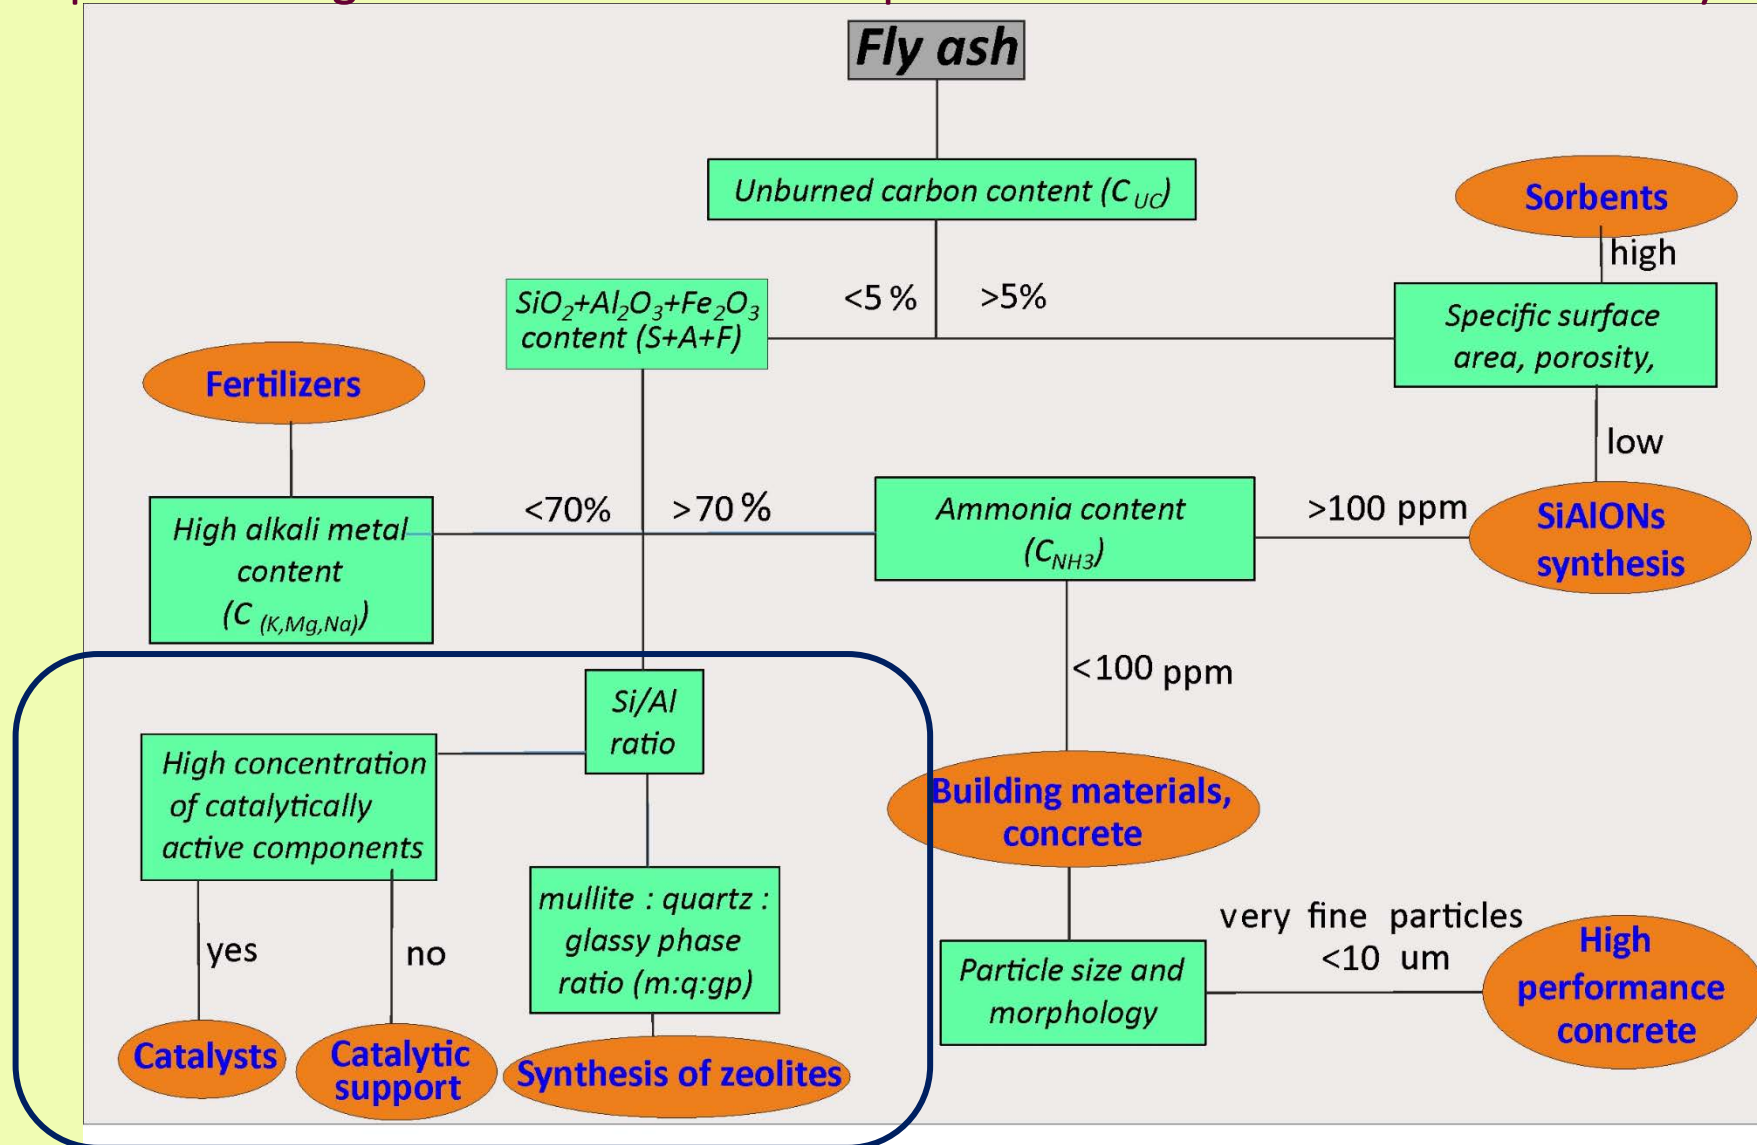 Fly ash
Unburned carbon content (C UC)
Sorbents
high
<5 %
>5%
SiO2+Al2O3+Fe2O3
content (S+A+F)
Specific surface
area, porosity,
Fertilizers
low
High alkali metal
content
(C (K,Mg,Na))
<70%
>70 %
Ammonia content
(CNH3)
>100 ppm
SiAlONs
synthesis
<100 ppm
Si/Al
ratio
High concentration
of catalytically
active components
Building materials,
concrete
mullite : quartz :
glassy phase
ratio (m:q:gp)
yes
no
very fine particles
<10 um
Particle size and
morphology
High
performance
concrete
Catalysts
Catalytic
support
Synthesis of zeolites